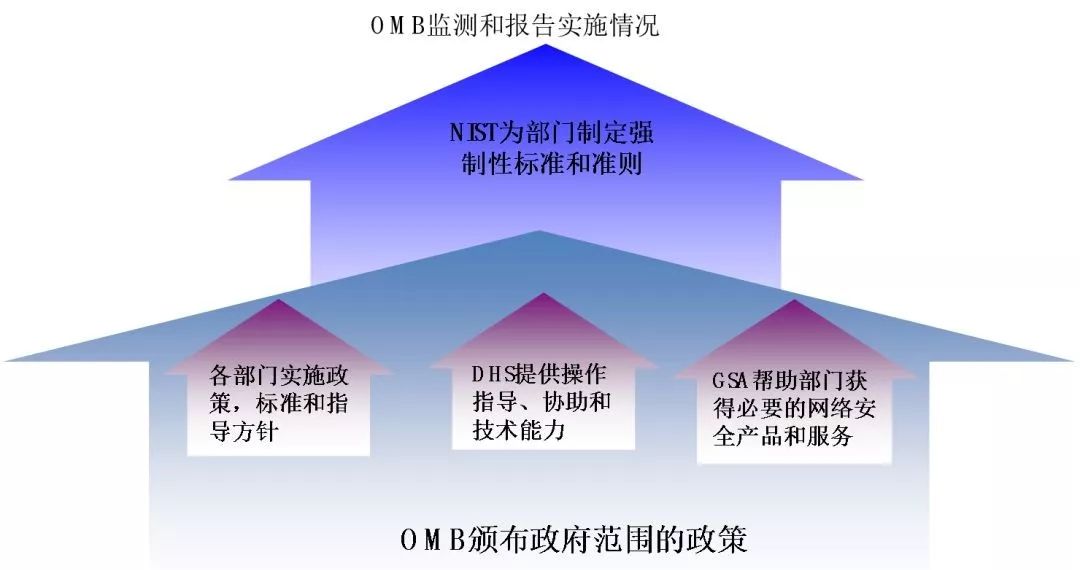 OMB监测和报告实施情况
NIST为部门制定强
制性标准和准则
各部门实施政
策，标准和指
导方针
DHS提供操作
指导、协助和
技术能力
GSA帮助部门获
得必要的网络安
全产品和服务
OMB颁布政府范围的政策